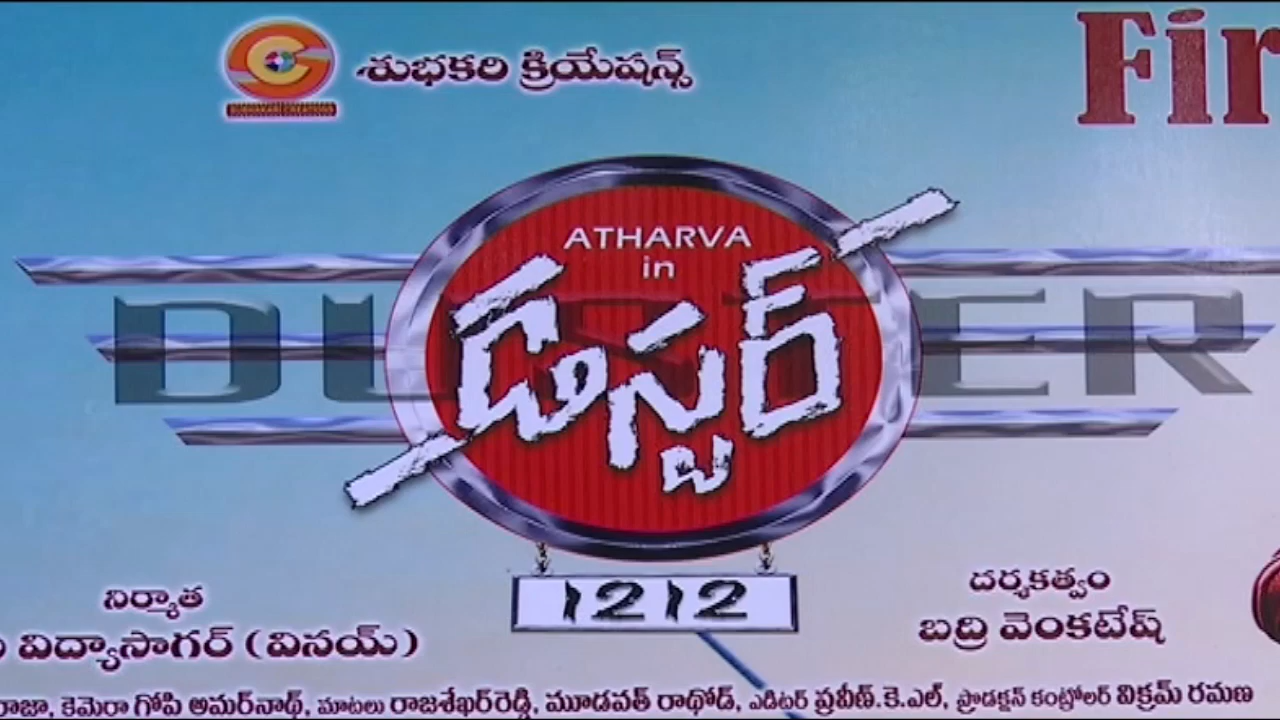 శుభకరి క్రియేషన్స్
Fir
ATHARVA
in
DUSTER
డస్టర్
1212
నిర్మాత
విద్యాసాగర్ (వినయ్)
దర్శకత్వం
బద్రి వెంకటేష్
రాజా, కెమెరా గోపి అమర్‌నాథ్, మాటలు రాజశేఖర్‌రెడ్డి, మూడవత్ రాథోడ్, ఎడిటర్ ప్రవీణ్.కె.ఎల్, ప్రొడక్షన్ కంట్రోలర్ విక్రమ్ రమణ